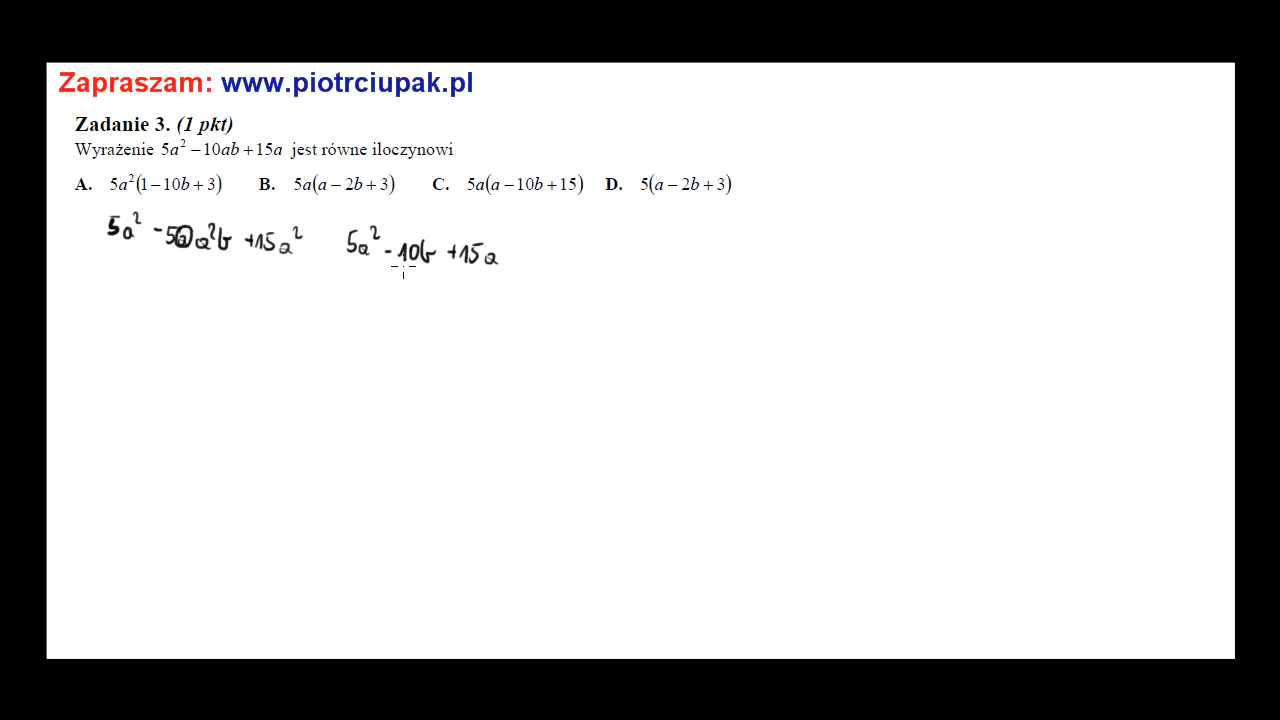 Zapraszam: www.piotrciupak.pl
Zadanie 3. (1 pkt)
Wyrażenie 5a² − 10ab + 15a jest równe iloczynowi
A. 5a²(1 − 10b + 3) B. 5a(a − 2b + 3) C. 5a(a − 10b + 15) D. 5(a − 2b + 3)
5a² - 50a²b + 15a² 5a² - 10b + 15a